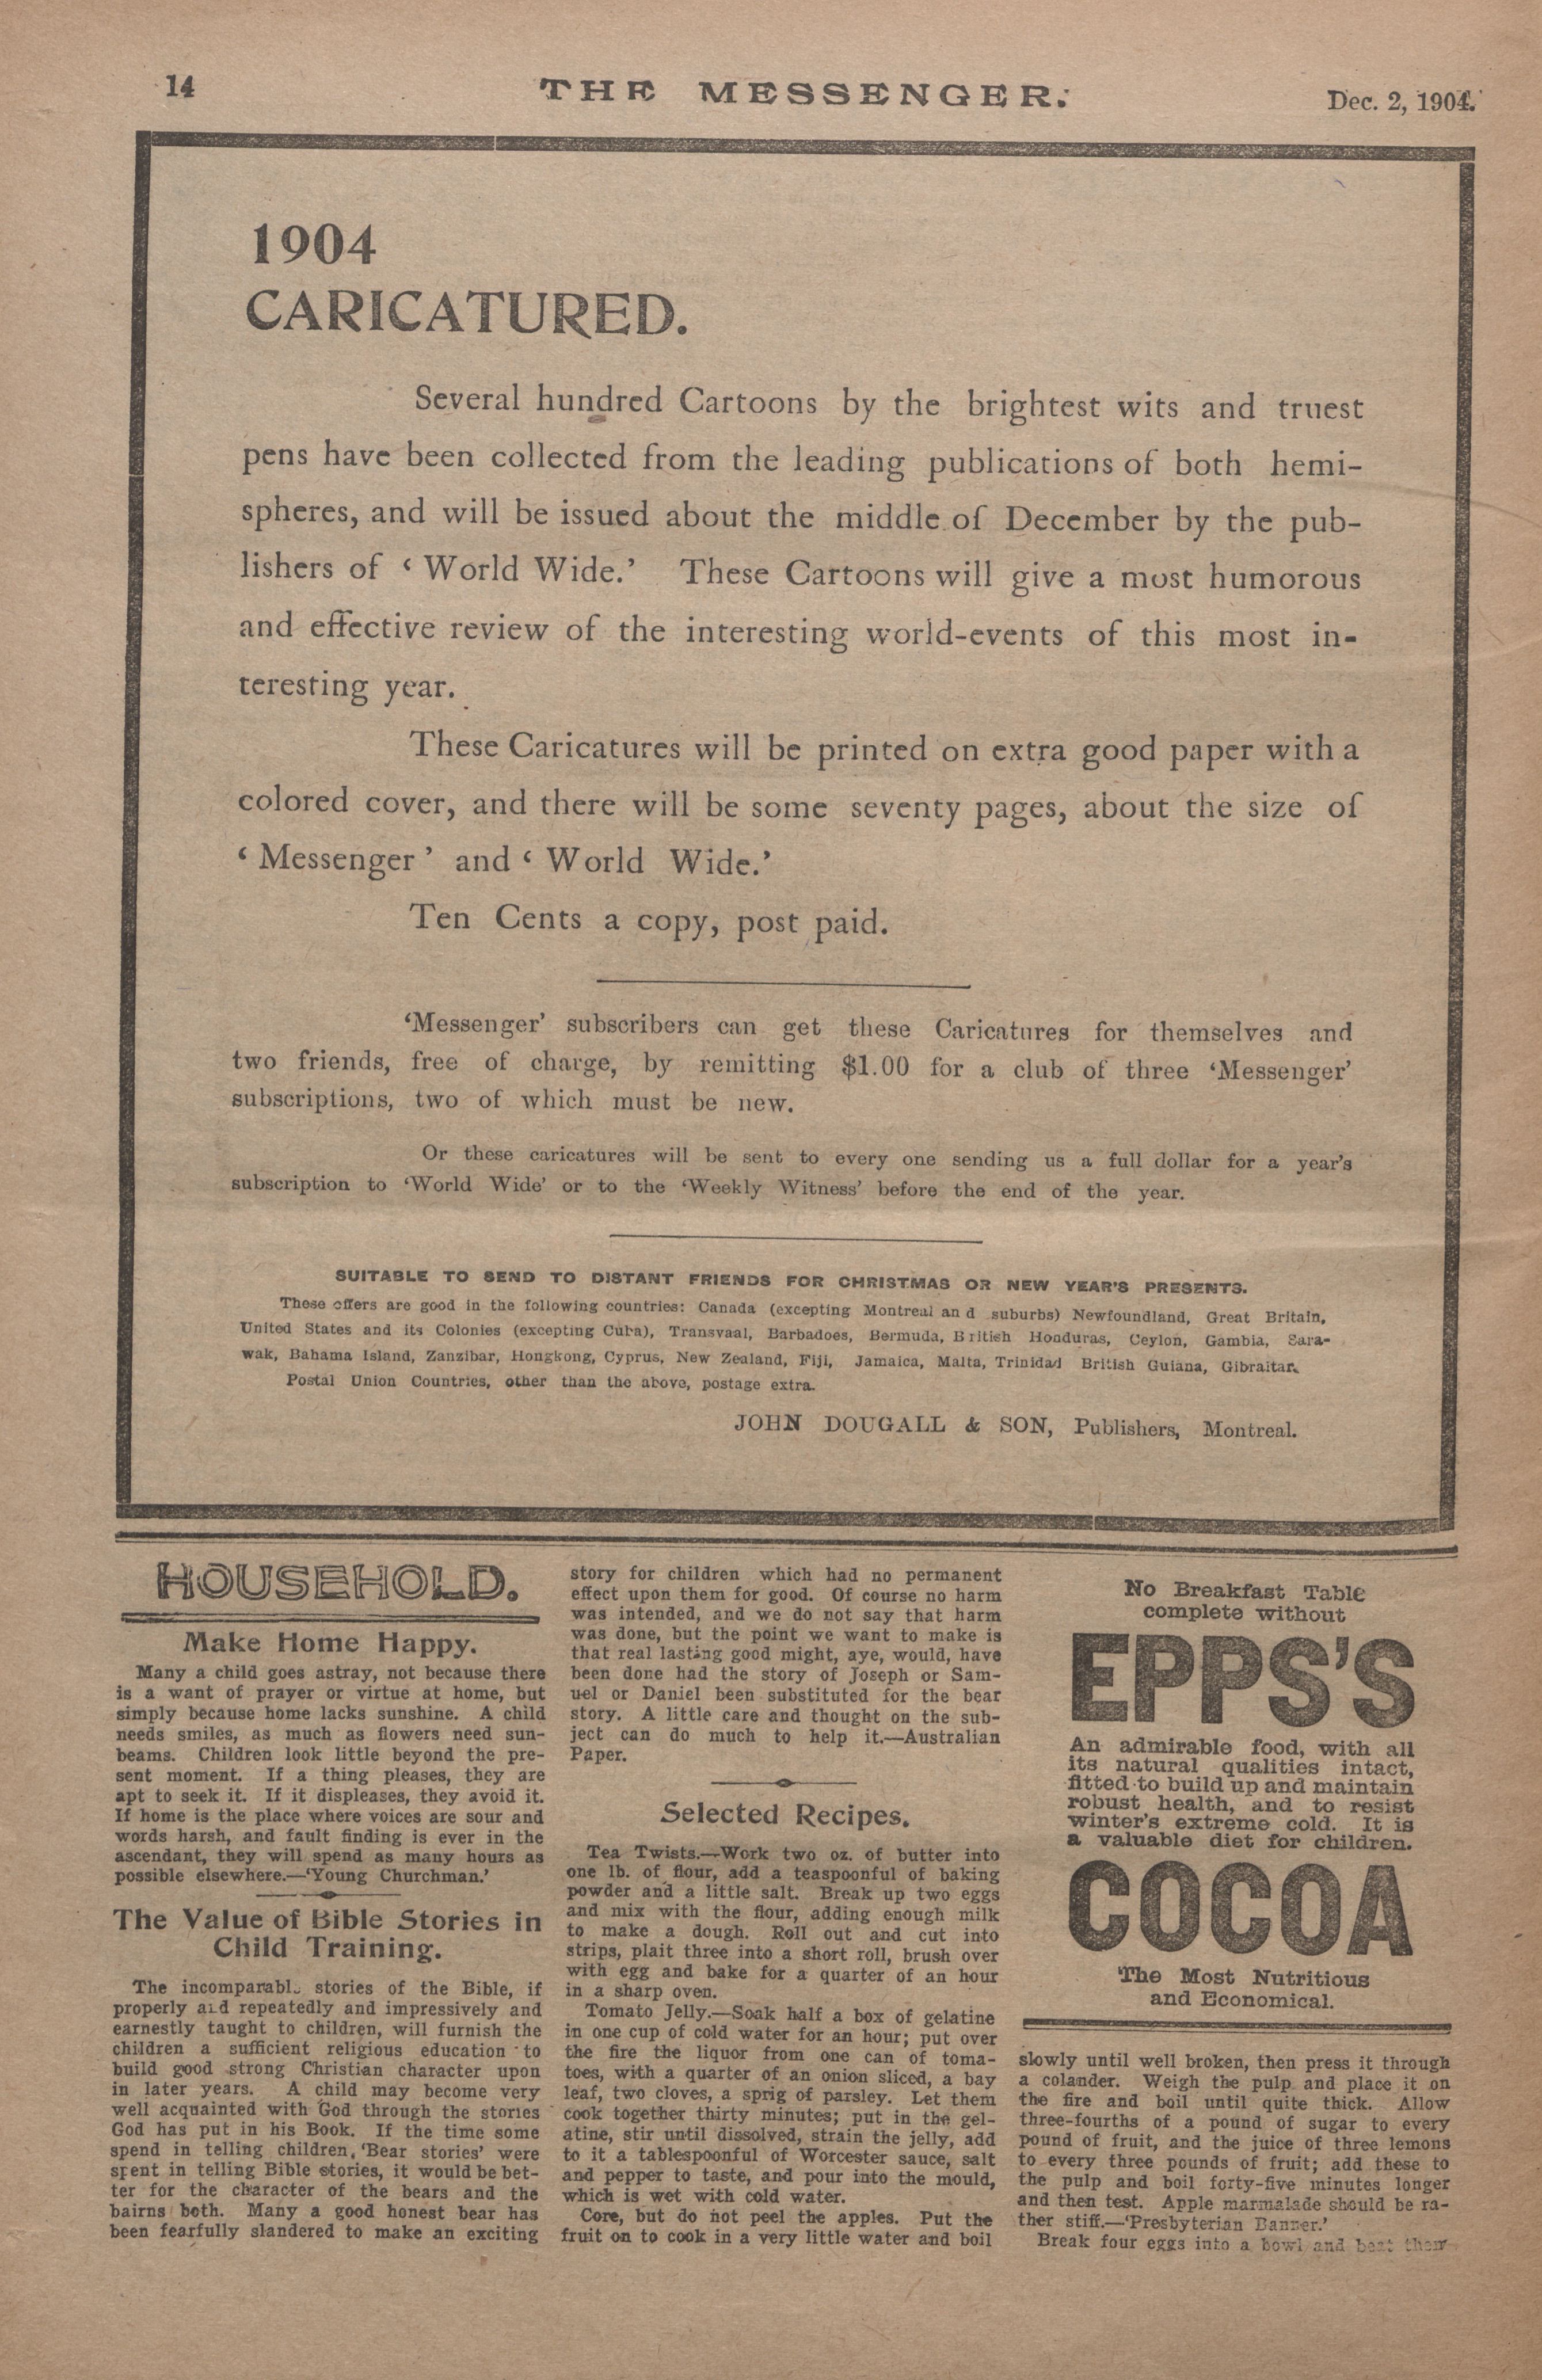 14
THE MESSENGER.
Dec. 2, 1904.
1904
CARICATURED.
Several hundred Cartoons by the brightest wits and truest
pens have been collected from the leading publications of both hemi-
spheres, and will be issued about the middle of December by the pub-
lishers of ‘ World Wide.’ These Cartoons will give a most humorous
and effective review of the interesting world-events of this most in-
teresting year.
These Caricatures will be printed on extra good paper with a
colored cover, and there will be some seventy pages, about the size of
‘ Messenger ’ and ‘ World Wide.’
Ten Cents a copy, post paid.
‘Messenger’ subscribers can get these Caricatures for themselves and
two friends, free of charge, by remitting $1.00 for a club of three ‘Messenger’
subscriptions, two of which must be new.
Or these caricatures will be sent to every one sending us a full dollar for a year’s
subscription to ‘World Wide’ or to the ‘Weekly Witness’ before the end of the year.
SUITABLE TO SEND TO DISTANT FRIENDS FOR CHRISTMAS OR NEW YEAR’S PRESENTS.
These offers are good in the following countries: Canada (excepting Montreal an d suburbs) Newfoundland, Great Britain,
United States and its Colonies (excepting Cuba), Transvaal, Barbadoes, Bermuda, British Honduras, Ceylon, Gambia, Sara-
wak, Bahama Island, Zanzibar, Hongkong, Cyprus, New Zealand, Fiji, Jamaica, Malta, Trinidad British Guiana, Gibraltar.
Postal Union Countries, other than the above, postage extra.
JOHN DOUGALL & SON, Publishers, Montreal.
HOUSEHOLD.
Make Home Happy.
Many a child goes astray, not because there
is a want of prayer or virtue at home, but
simply because home lacks sunshine. A child
needs smiles, as much as flowers need sun-
beams. Children look little beyond the pre-
sent moment. If a thing pleases, they are
apt to seek it. If it displeases, they avoid it.
If home is the place where voices are sour and
words harsh, and fault finding is ever in the
ascendant, they will spend as many hours as
possible elsewhere.—‘Young Churchman.’
The Value of Bible Stories in
Child Training.
The incomparable stories of the Bible, if
properly and repeatedly and impressively and
earnestly taught to children, will furnish the
children a sufficient religious education to
build good strong Christian character upon
in later years. A child may become very
well acquainted with God through the stories
God has put in his Book. If the time some
spend in telling children, ‘Bear stories’ were
spent in telling Bible stories, it would be bet-
ter for the character of the bears and the
bairns both. Many a good honest bear has
been fearfully slandered to make an exciting
story for children which had no permanent
effect upon them for good. Of course no harm
was intended, and we do not say that harm
was done, but the point we want to make is
that real lasting good might, aye, would, have
been done had the story of Joseph or Sam-
uel or Daniel been substituted for the bear
story. A little care and thought on the sub-
ject can do much to help it.—Australian
Paper.
Selected Recipes.
Tea Twists.—Work two oz. of butter into
one lb. of flour, add a teaspoonful of baking
powder and a little salt. Break up two eggs
and mix with the flour, adding enough milk
to make a dough. Roll out and cut into
strips, plait three into a short roll, brush over
with egg and bake for a quarter of an hour
in a sharp oven.
Tomato Jelly.—Soak half a box of gelatine
in one cup of cold water for an hour; put over
the fire the liquor from one can of toma-
toes, with a quarter of an onion sliced, a bay
leaf, two cloves, a sprig of parsley. Let them
cook together thirty minutes; put in the gel-
atine, stir until dissolved, strain the jelly, add
to it a tablespoonful of Worcester sauce, salt
and pepper to taste, and pour into the mould,
which is wet with cold water.
Core, but do not peel the apples. Put the
fruit on to cook in a very little water and boil
No Breakfast Table
complete without
EPPS’S
An admirable food, with all
its natural qualities intact,
fitted to build up and maintain
robust health, and to resist
winter’s extreme cold. It is
a valuable diet for children.
COCOA
The Most Nutritious
and Economical.
slowly until well broken, then press it through
a colander. Weigh the pulp and place it on
the fire and boil until quite thick. Allow
three-fourths of a pound of sugar to every
pound of fruit, and the juice of three lemons
to every three pounds of fruit; add these to
the pulp and boil forty-five minutes longer
and then test. Apple marmalade should be ra-
ther stiff.—‘Presbyterian Banner.’
Break four eggs into a bowl and beat them